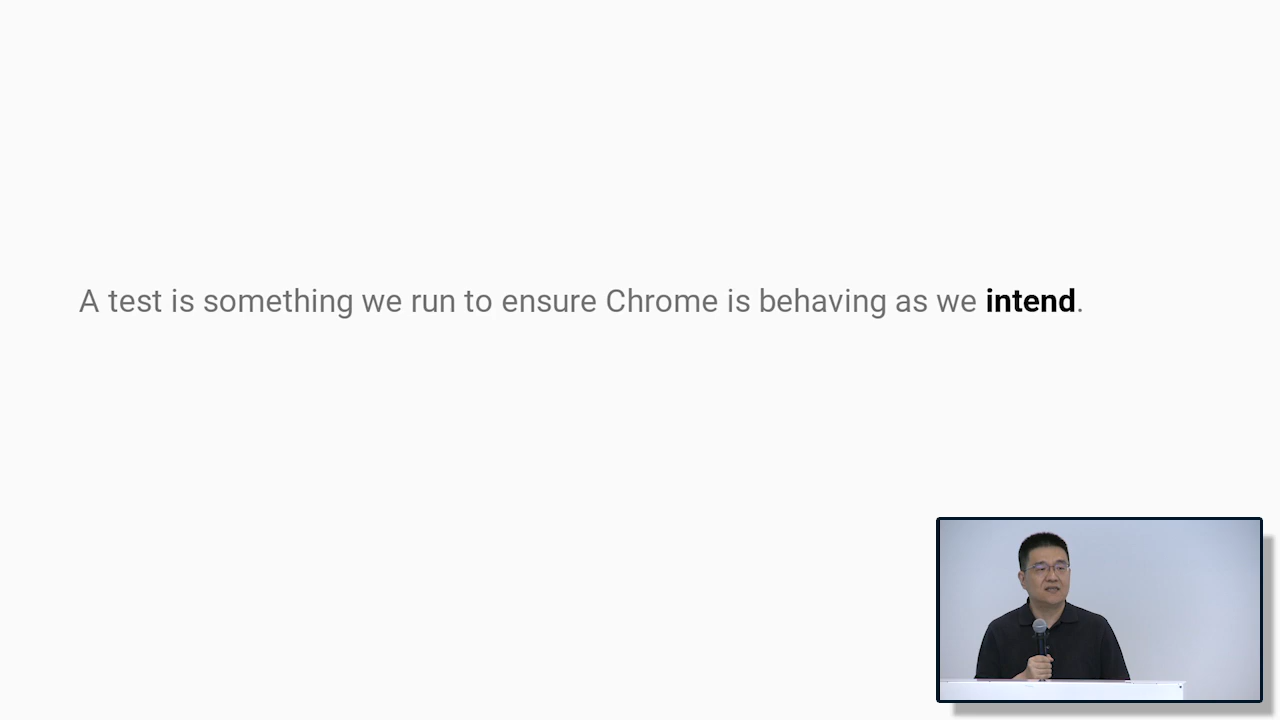 A test is something we run to ensure Chrome is behaving as we intend.